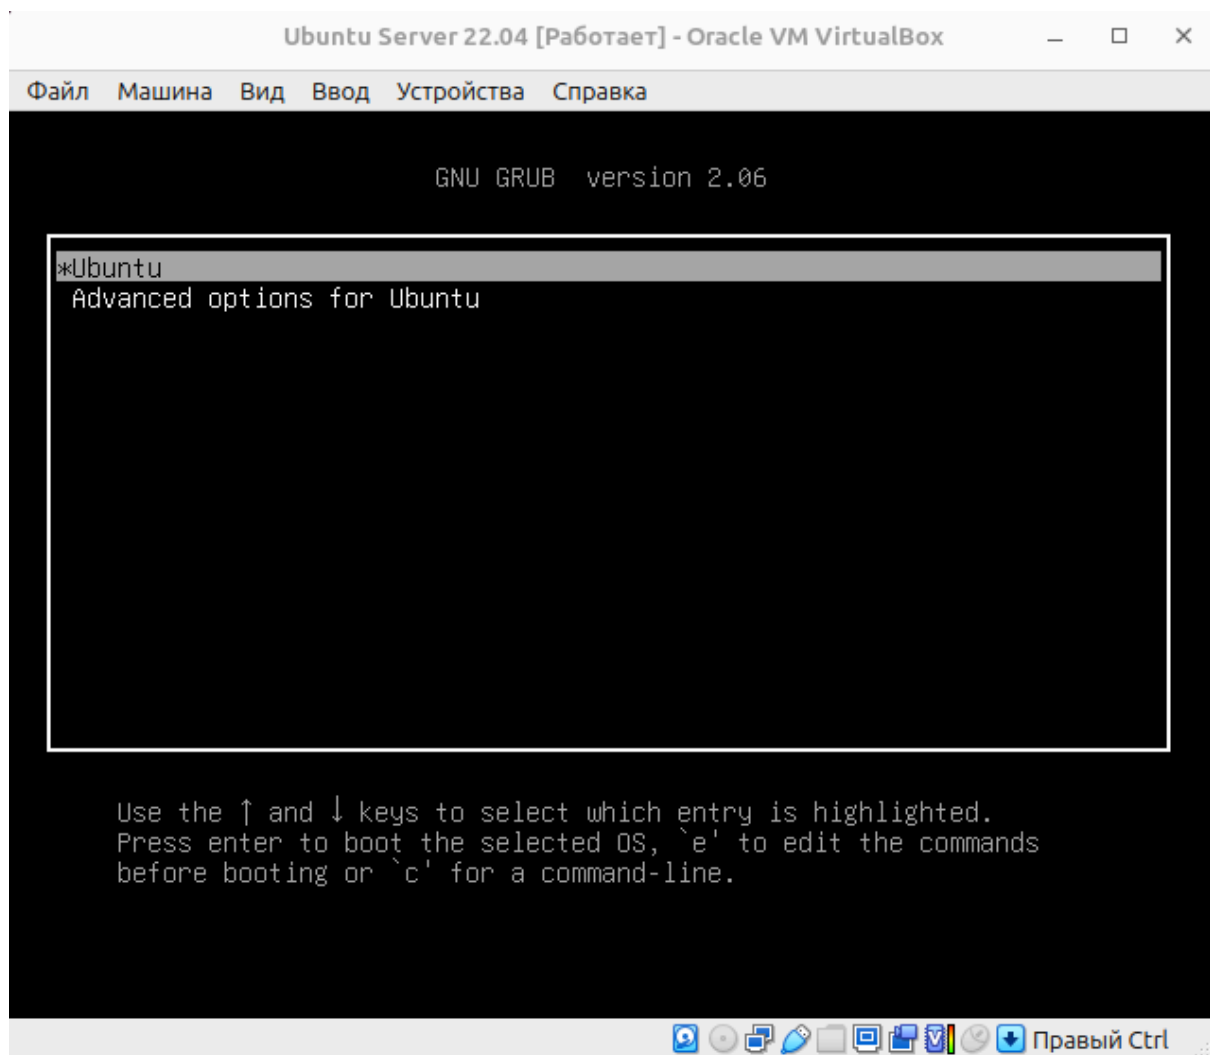 Ubuntu Server 22.04 [Работает] - Oracle VM VirtualBox
Файл Машина Вид Ввод Устройства Справка
GNU GRUB version 2.06
*Ubuntu
Advanced options for Ubuntu
Use the ↑ and ↓ keys to select which entry is highlighted.
Press enter to boot the selected OS, `e' to edit the commands
before booting or `c' for a command-line.
Правый Ctrl